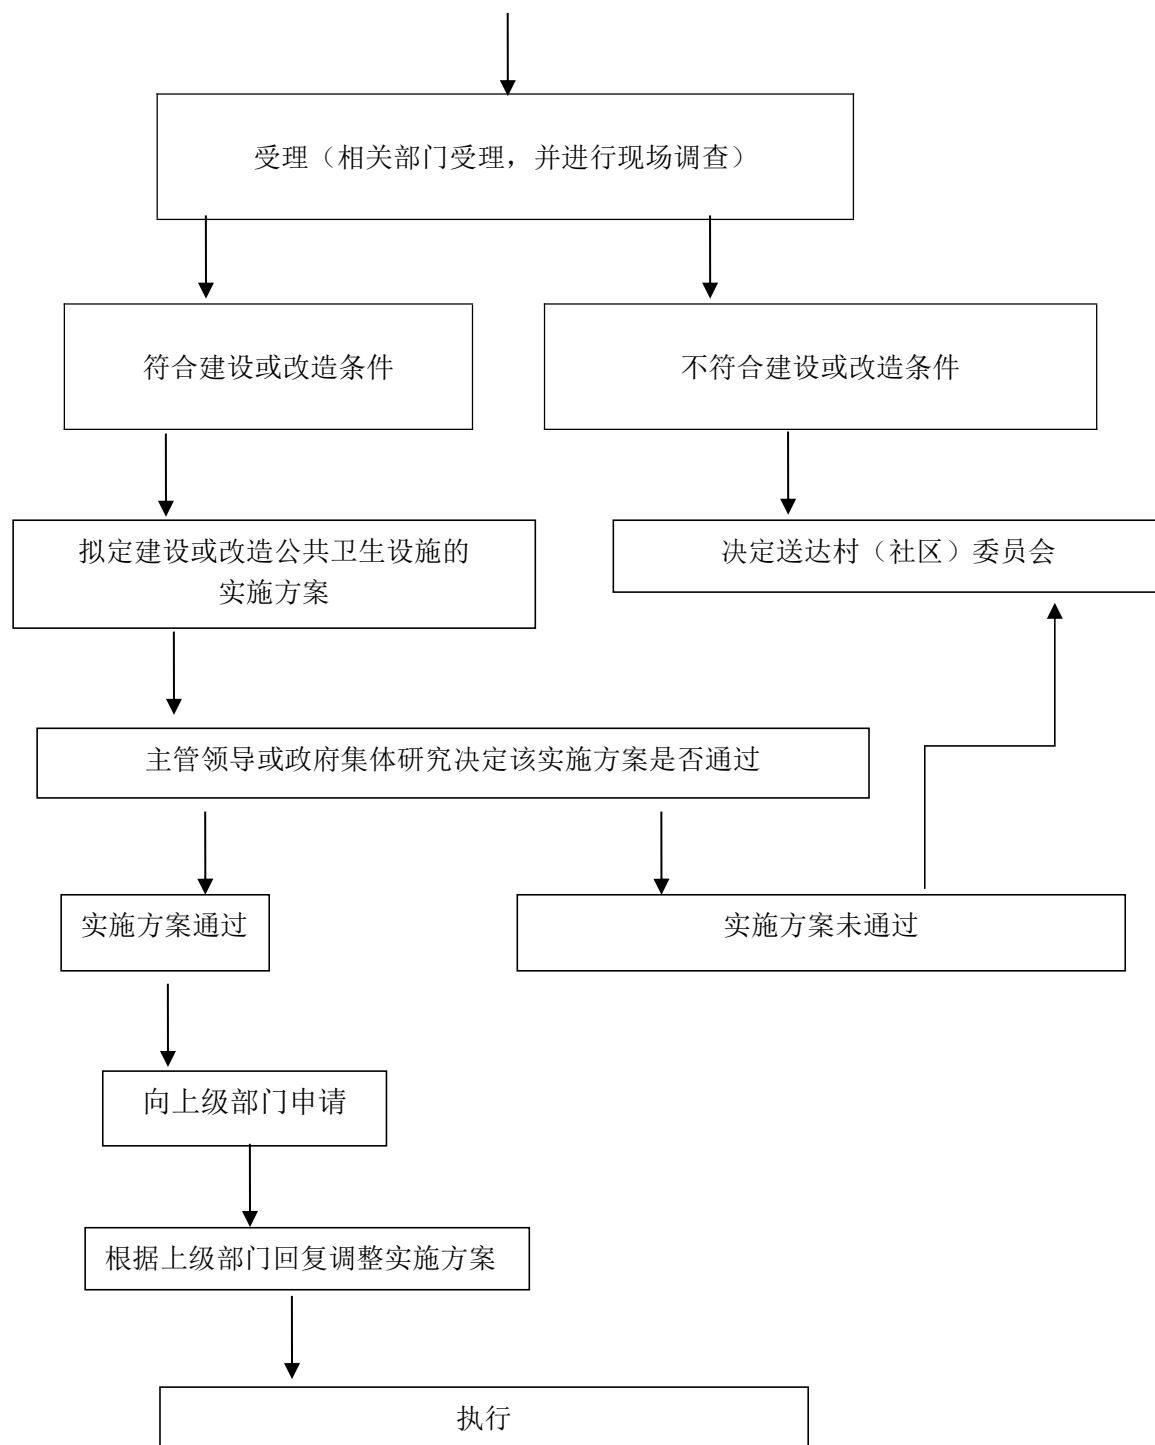 受理（相关部门受理，并进行现场调查）
符合建设或改造条件
不符合建设或改造条件
拟定建设或改造公共卫生设施的
实施方案
决定送达村（社区）委员会
主管领导或政府集体研究决定该实施方案是否通过
实施方案通过
实施方案未通过
向上级部门申请
根据上级部门回复调整实施方案
执行